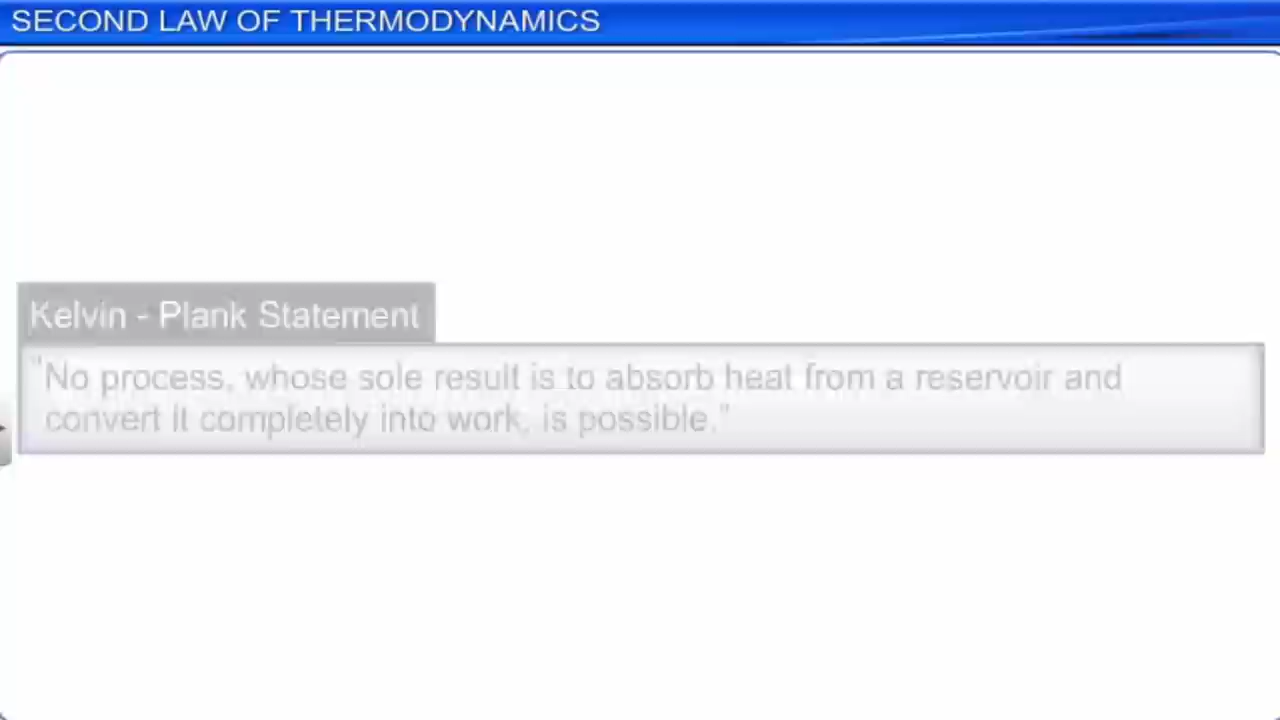 SECOND LAW OF THERMODYNAMICS
Kelvin - Plank Statement
"No process, whose sole result is to absorb heat from a reservoir and
convert it completely into work, is possible."